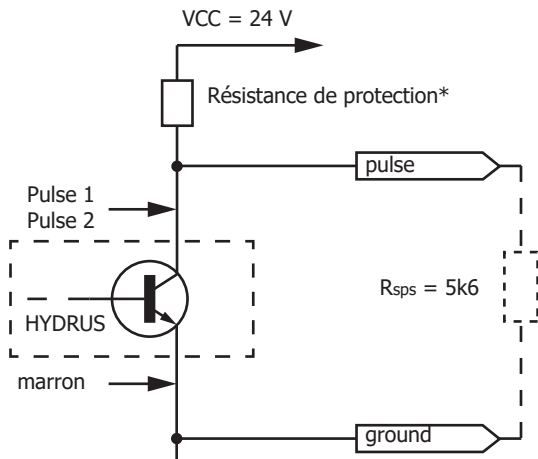 VCC = 24 V
Résistance de protection*
pulse
Pulse 1
Pulse 2
Rsps = 5k6
HYDRUS
marron
ground